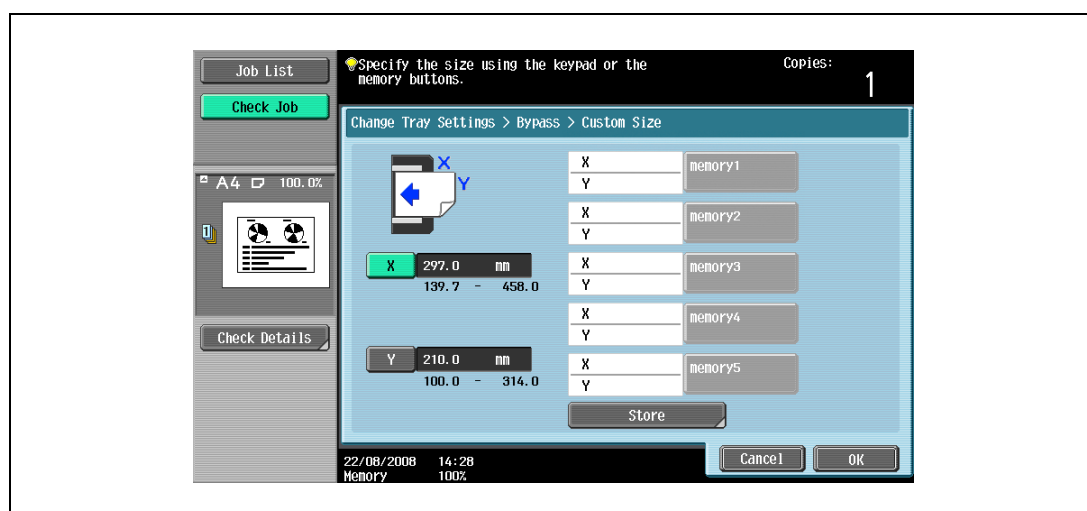 Job List
Check Job
Specify the size using the keypad or the
memory buttons.
Copies:
1
Change Tray Settings > Bypass > Custom Size
A4 100.0%
1
X
Y
X 297.0 mm
139.7 - 458.0
Y 210.0 mm
100.0 - 314.0
X
Y
memory1
X
Y
memory2
X
Y
memory3
X
Y
memory4
X
Y
memory5
Store
Check Details
22/08/2008 14:28
Memory 100%
Cancel
OK